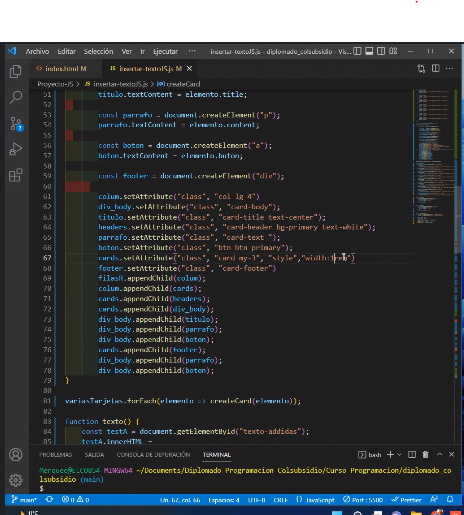 Archivo Editar Selección Ver Ir Ejecutar ... insertar-textoJS.js - diplomado_colsubsidio - Vis...
index.html M JS insertar-textoJS.js M
Proyecto-JS > JS insertar-textoJS.js > createCard
51 titulo.textContent = elemento.title;
52
53 const parrafo = document.createElement("p");
54 parrafo.textContent = elemento.content;
55
56 const boton = document.createElement("a");
57 boton.textContent = elemento.boton;
58
59 const footer = document.createElement("div");
60
61 colum.setAttribute("class", "col lg 4")
62 div_body.setAttribute("class", "card-body");
63 titulo.setAttribute("class", "card-title text-center");
64 headers.setAttribute("class", "card-header bg-primary text-white");
65 parrafo.setAttribute("class", "card-text ");
66 boton.setAttribute("class", "btn btn primary");
67 cards.setAttribute("class", "card my-3", "style","width:1rem")
68 footer.setAttribute("class", "card-footer")
69 filasR.appendChild(colum);
70 colum.appendChild(cards);
71 cards.appendChild(headers);
72 cards.appendChild(div_body);
73 div_body.appendChild(titulo);
74 div_body.appendChild(parrafo);
75 div_body.appendChild(boton);
76 cards.appendChild(footer);
77 div_body.appendChild(parrafo);
78 div_body.appendChild(boton);
79 }
80
81 variasTarjetas.forEach(elemento => createCard(elemento));
82
83 function texto() {
84 const testA = document.getElementById("texto-addidas");
85 testA.innerHTML =
PROBLEMAS SALIDA CONSOLA DE DEPURACIÓN TERMINAL bash
MINGW64 ~/Documents/Diplomado Programacion Colsubsidio/Curso Programacion/diplomado_co
lsubsidio (main)
$
main* 0 0 Lín. 67, col. 66 Espacios: 4 UTF-8 CRLF {} JavaScript Port : 5500 Prettier